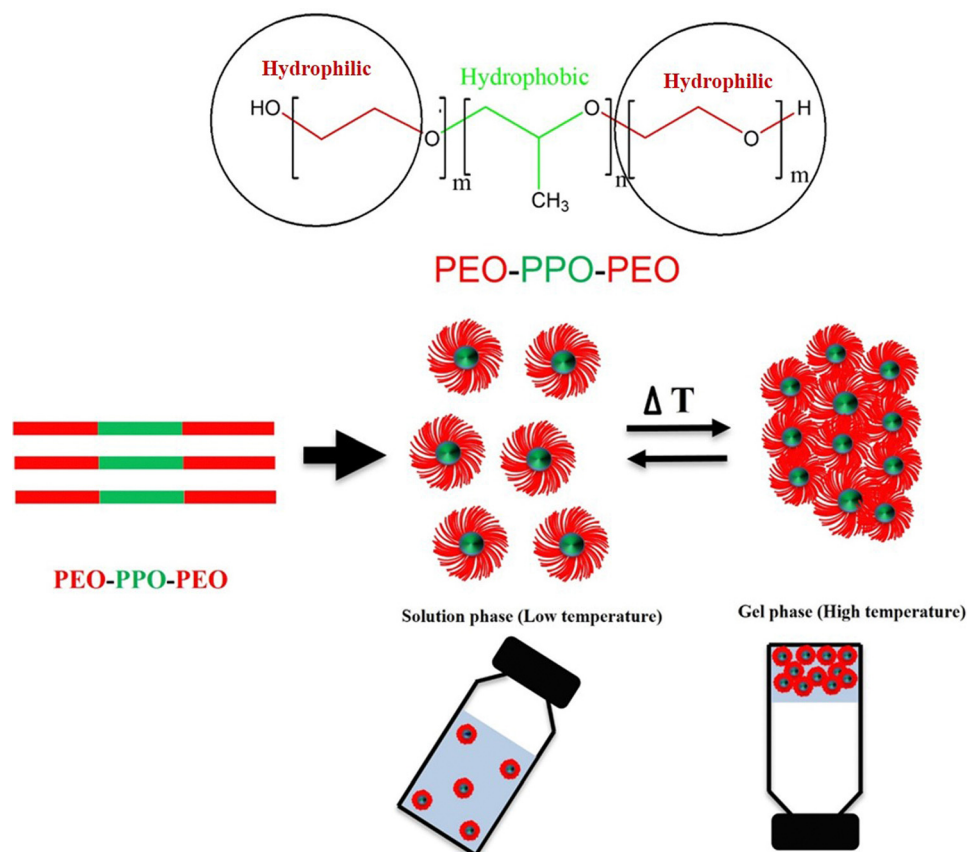 Hydrophilic
Hydrophobic
Hydrophilic
HO
O
m
CH3
O
n
O
H
m
PEO-PPO-PEO
Δ T
PEO-PPO-PEO
Solution phase (Low temperature)
Gel phase (High temperature)